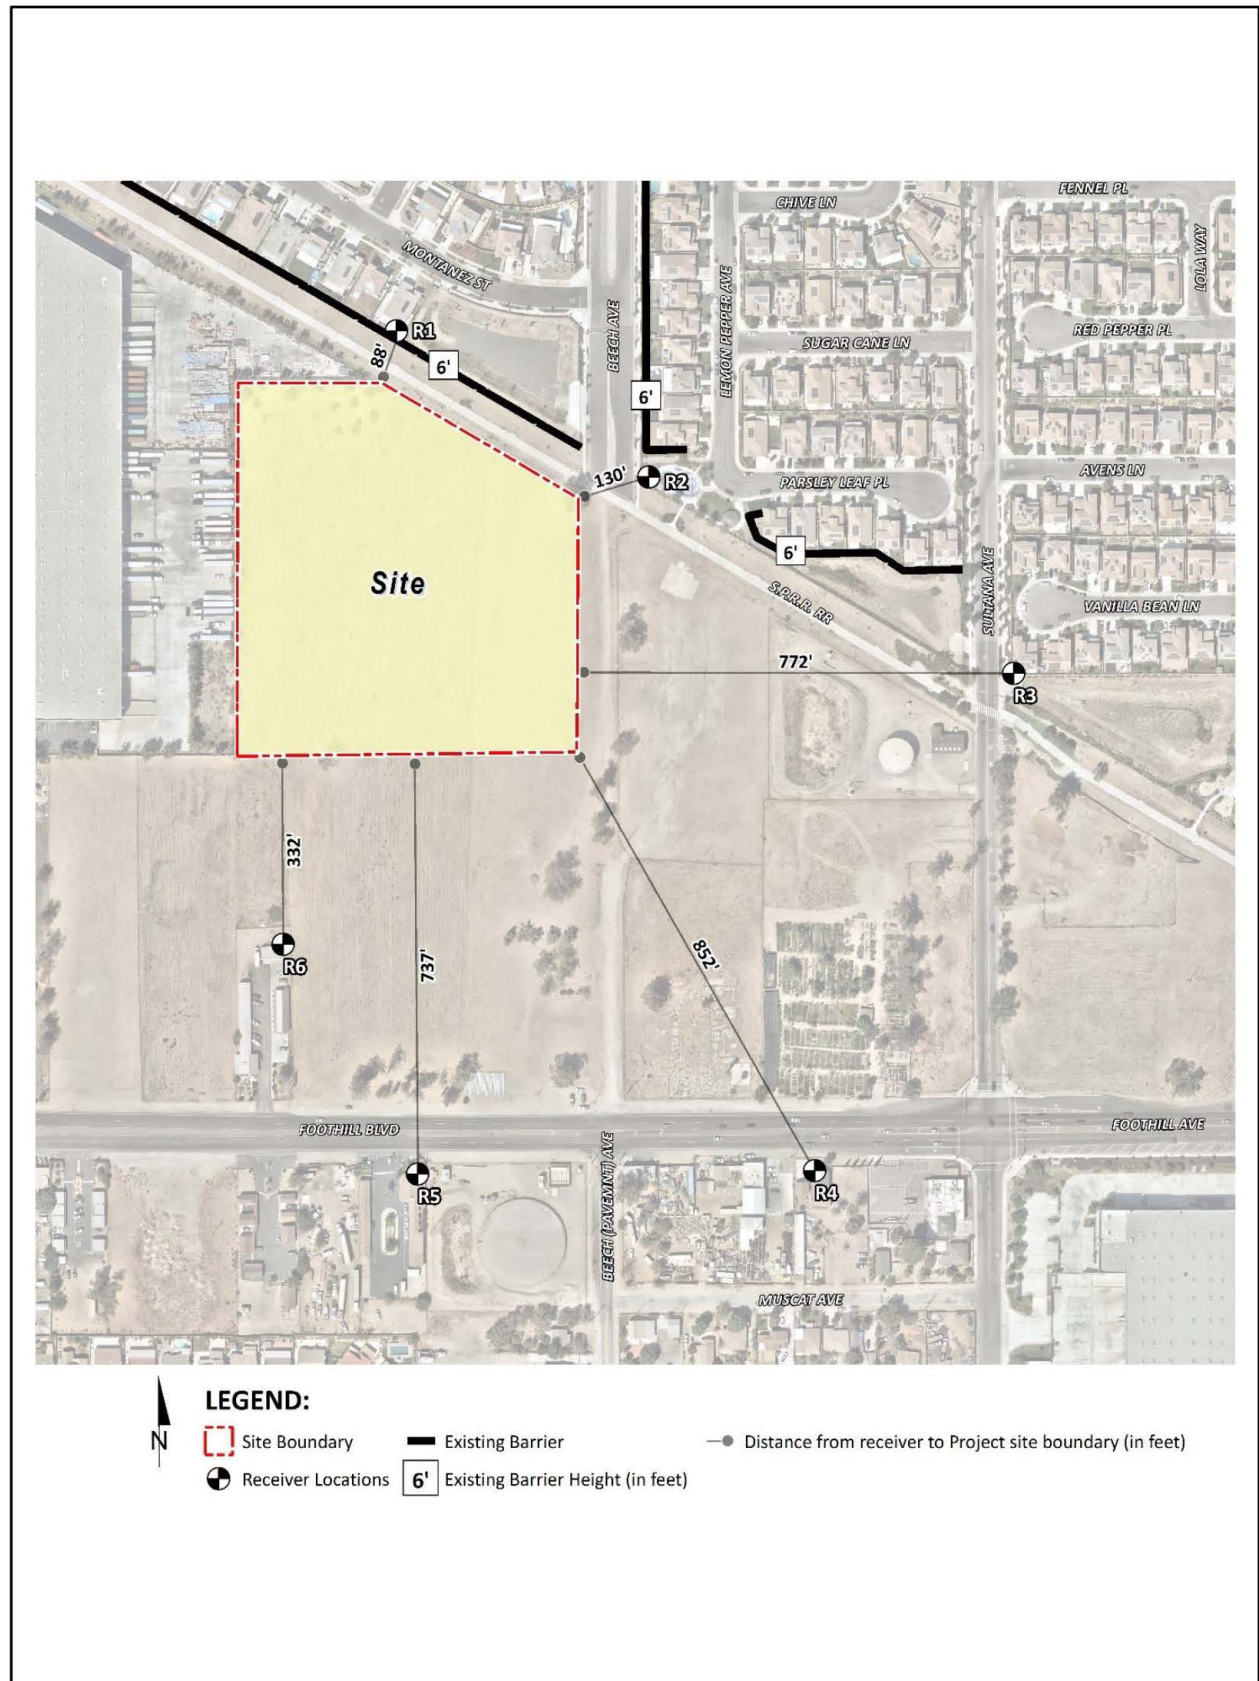 FENNEL PL
CHIVE LN
LOLA WAY
MONTANEZ ST
LEMON PEPPER AVE
BEECH AVE
R1
RED PEPPER PL
SUGAR CANE LN
88'
6'
6'
AVENS LN
130'
R2
PARSLEY LEAF PL
6'
Site
S.P.R.R. RR
SULTANA AVE
VANILLA BEAN LN
772'
R3
332'
852'
737'
R6
FOOTHILL BLVD
FOOTHILL AVE
BEECH (PAVEMNT) AVE
R5
R4
MUSCAT AVE
N
LEGEND:
Site Boundary
Existing Barrier
Distance from receiver to Project site boundary (in feet)
Receiver Locations
6'
Existing Barrier Height (in feet)